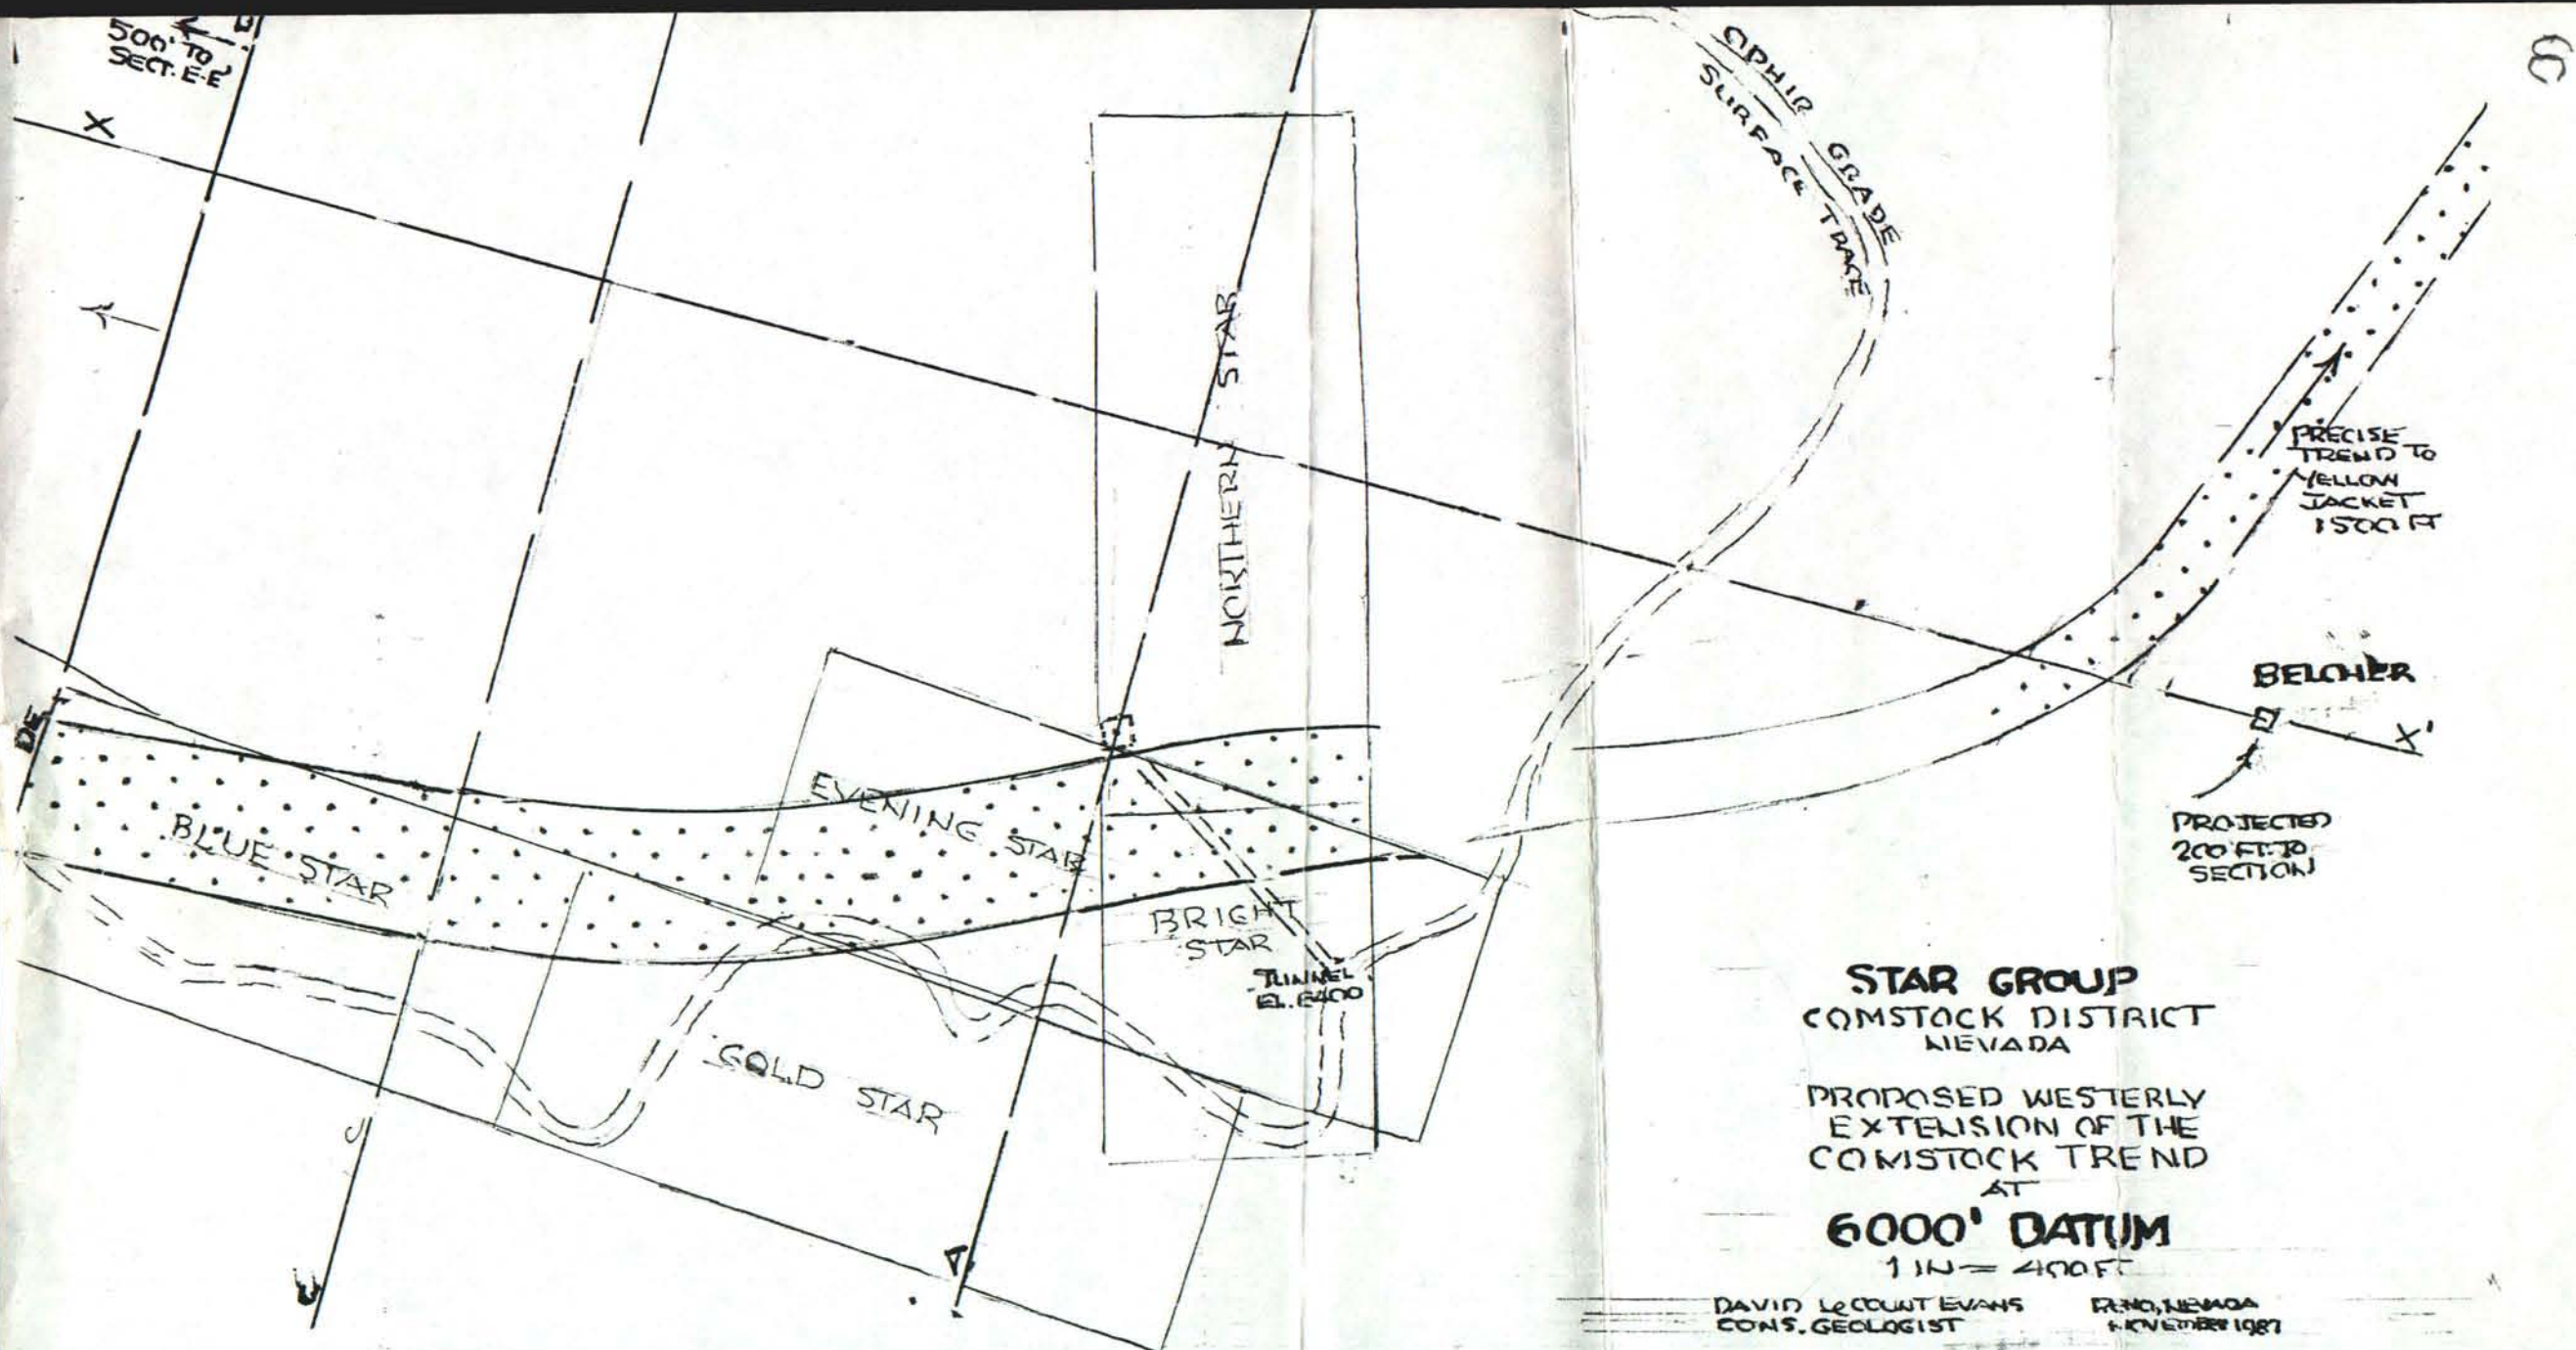 500' TO
SECT. E-E'
X
OPHIR GRADE
SURFACE TRACE
NORTHERN STAR
PRECISE
TREND TO
YELLOW
JACKET
1500 FT
BELCHER
X'
PROJECTED
200 FT. TO
SECTION
BLUE STAR
EVENING STAR
BRIGHT
STAR
TUNNEL
EL. 6400
GOLD STAR
C
A
STAR GROUP
COMSTOCK DISTRICT
NEVADA
PROPOSED WESTERLY
EXTENSION OF THE
COMSTOCK TREND
AT
6000' DATUM
1 IN = 400 FT
DAVID LeCOUNT EVANS
CONS. GEOLOGIST
RENO, NEVADA
NOVEMBER 1987